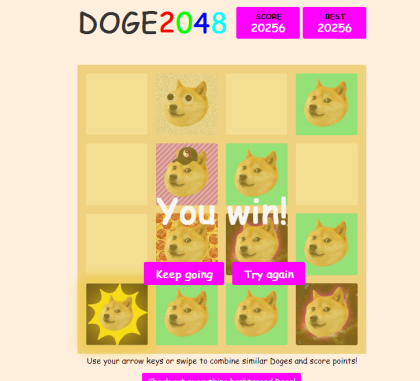 DOGE2048
SCORE
20256
BEST
20256
You win!
Keep going
Try again
Use your arrow keys or swipe to combine similar Doges and score points!